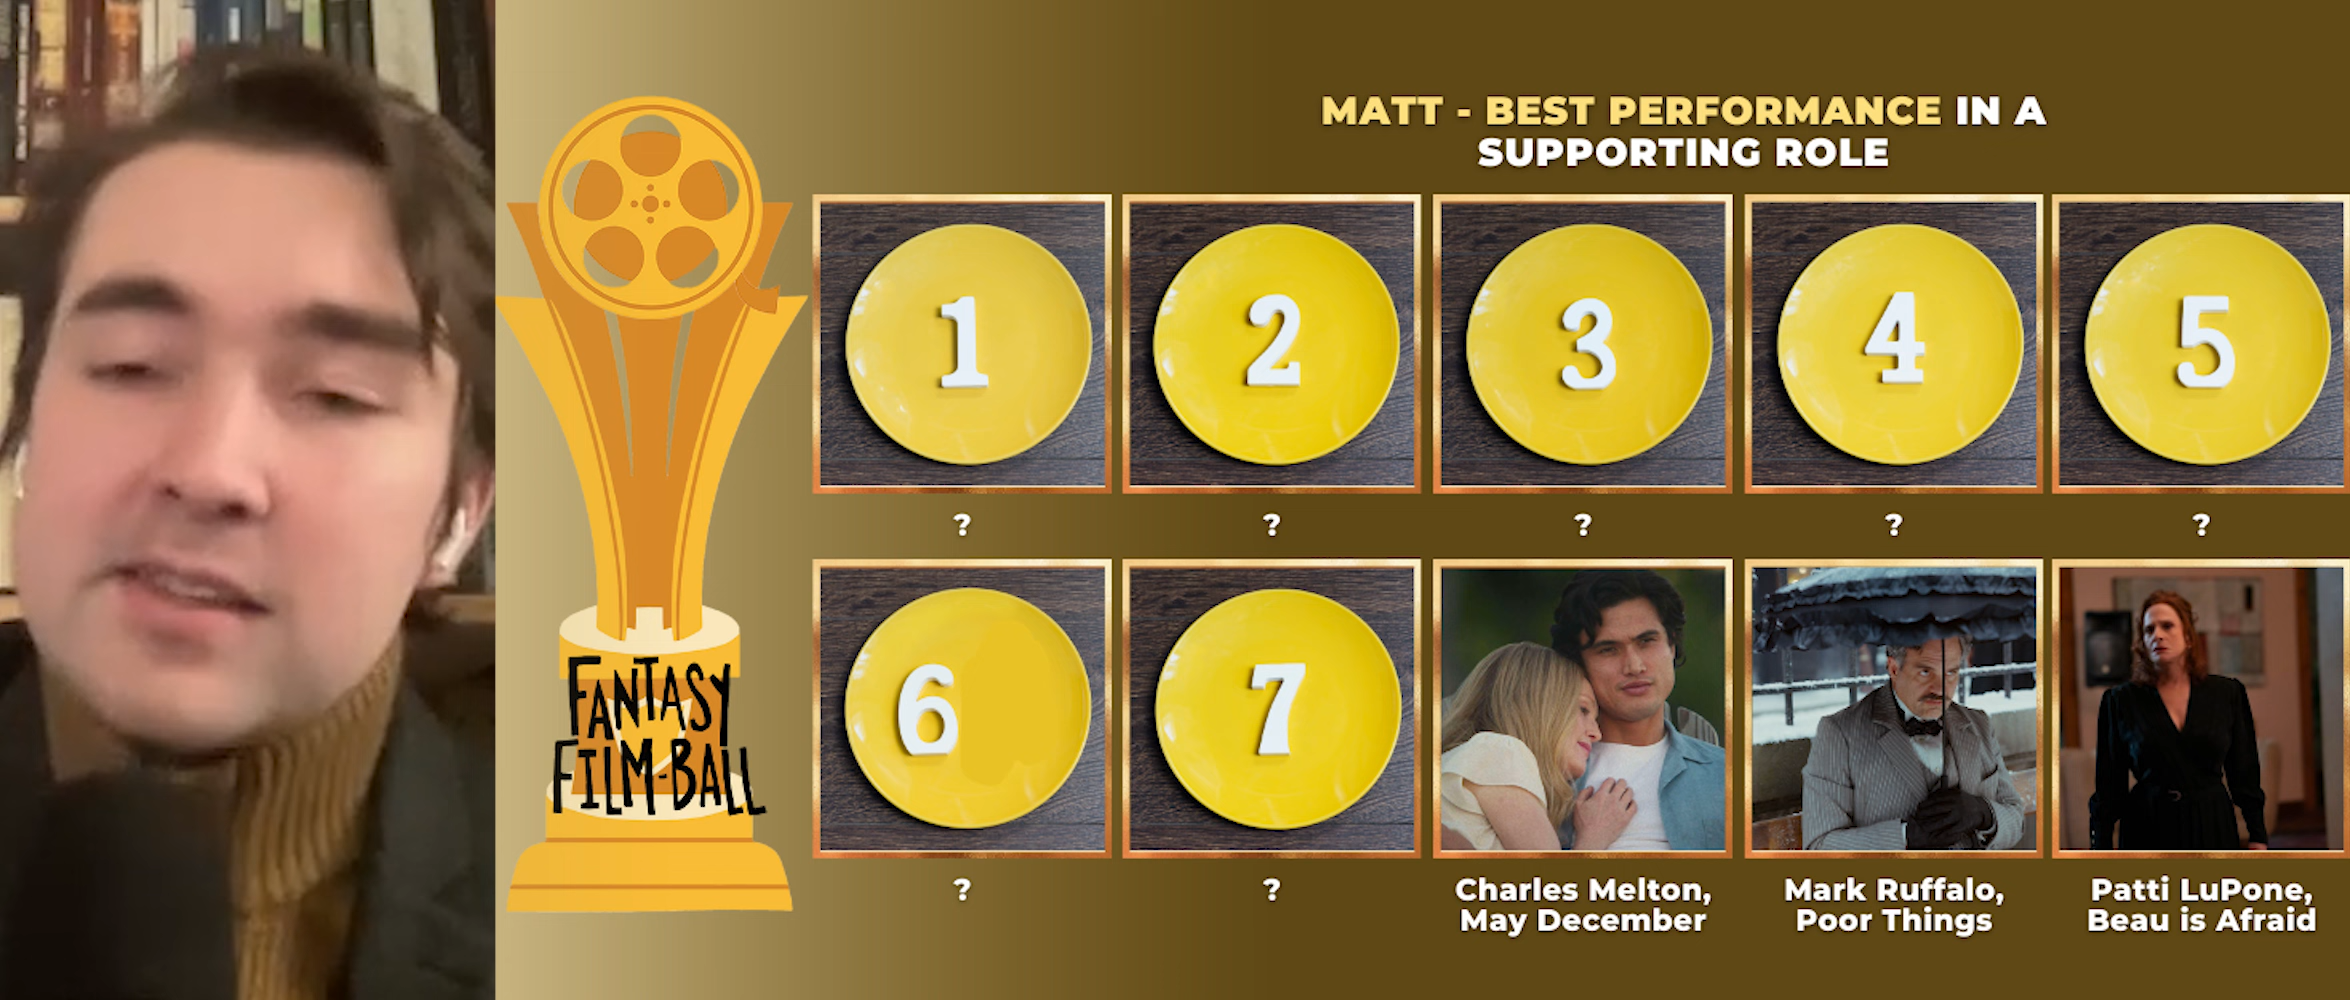 MATT - BEST PERFORMANCE IN A
SUPPORTING ROLE
1
2
3
4
5
?
?
?
?
?
6
7
?
?
Charles Melton,
May December
Mark Ruffalo,
Poor Things
Patti LuPone,
Beau is Afraid
FANTASY
FILM-BALL